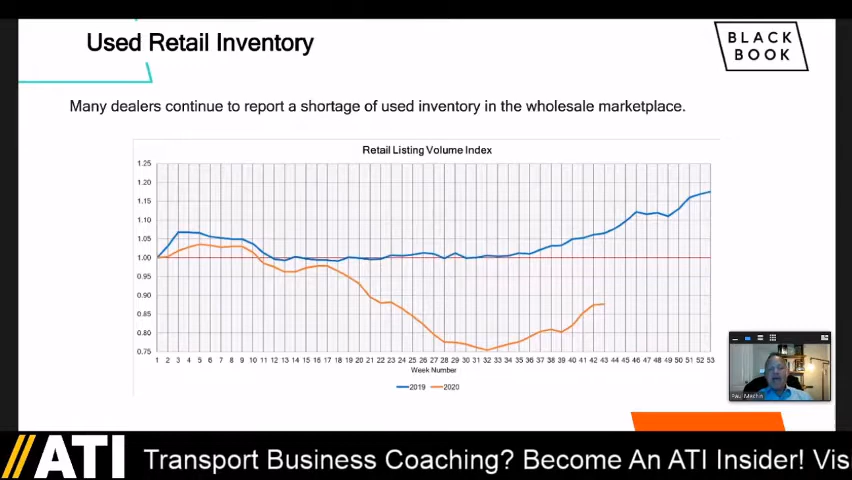 Used Retail Inventory
BLACK
BOOK
Many dealers continue to report a shortage of used inventory in the wholesale marketplace.
Retail Listing Volume Index
1.25
1.20
1.15
1.10
1.05
1.00
0.95
0.90
0.85
0.80
0.75
1 2 3 4 5 6 7 8 9 10 11 12 13 14 15 16 17 18 19 20 21 22 23 24 25 26 27 28 29 30 31 32 33 34 35 36 37 38 39 40 41 42 43 44 45 46 47 48 49 50 51 52 53
Week Number
2019 2020
ATI Transport Business Coaching? Become An ATI Insider! Vis